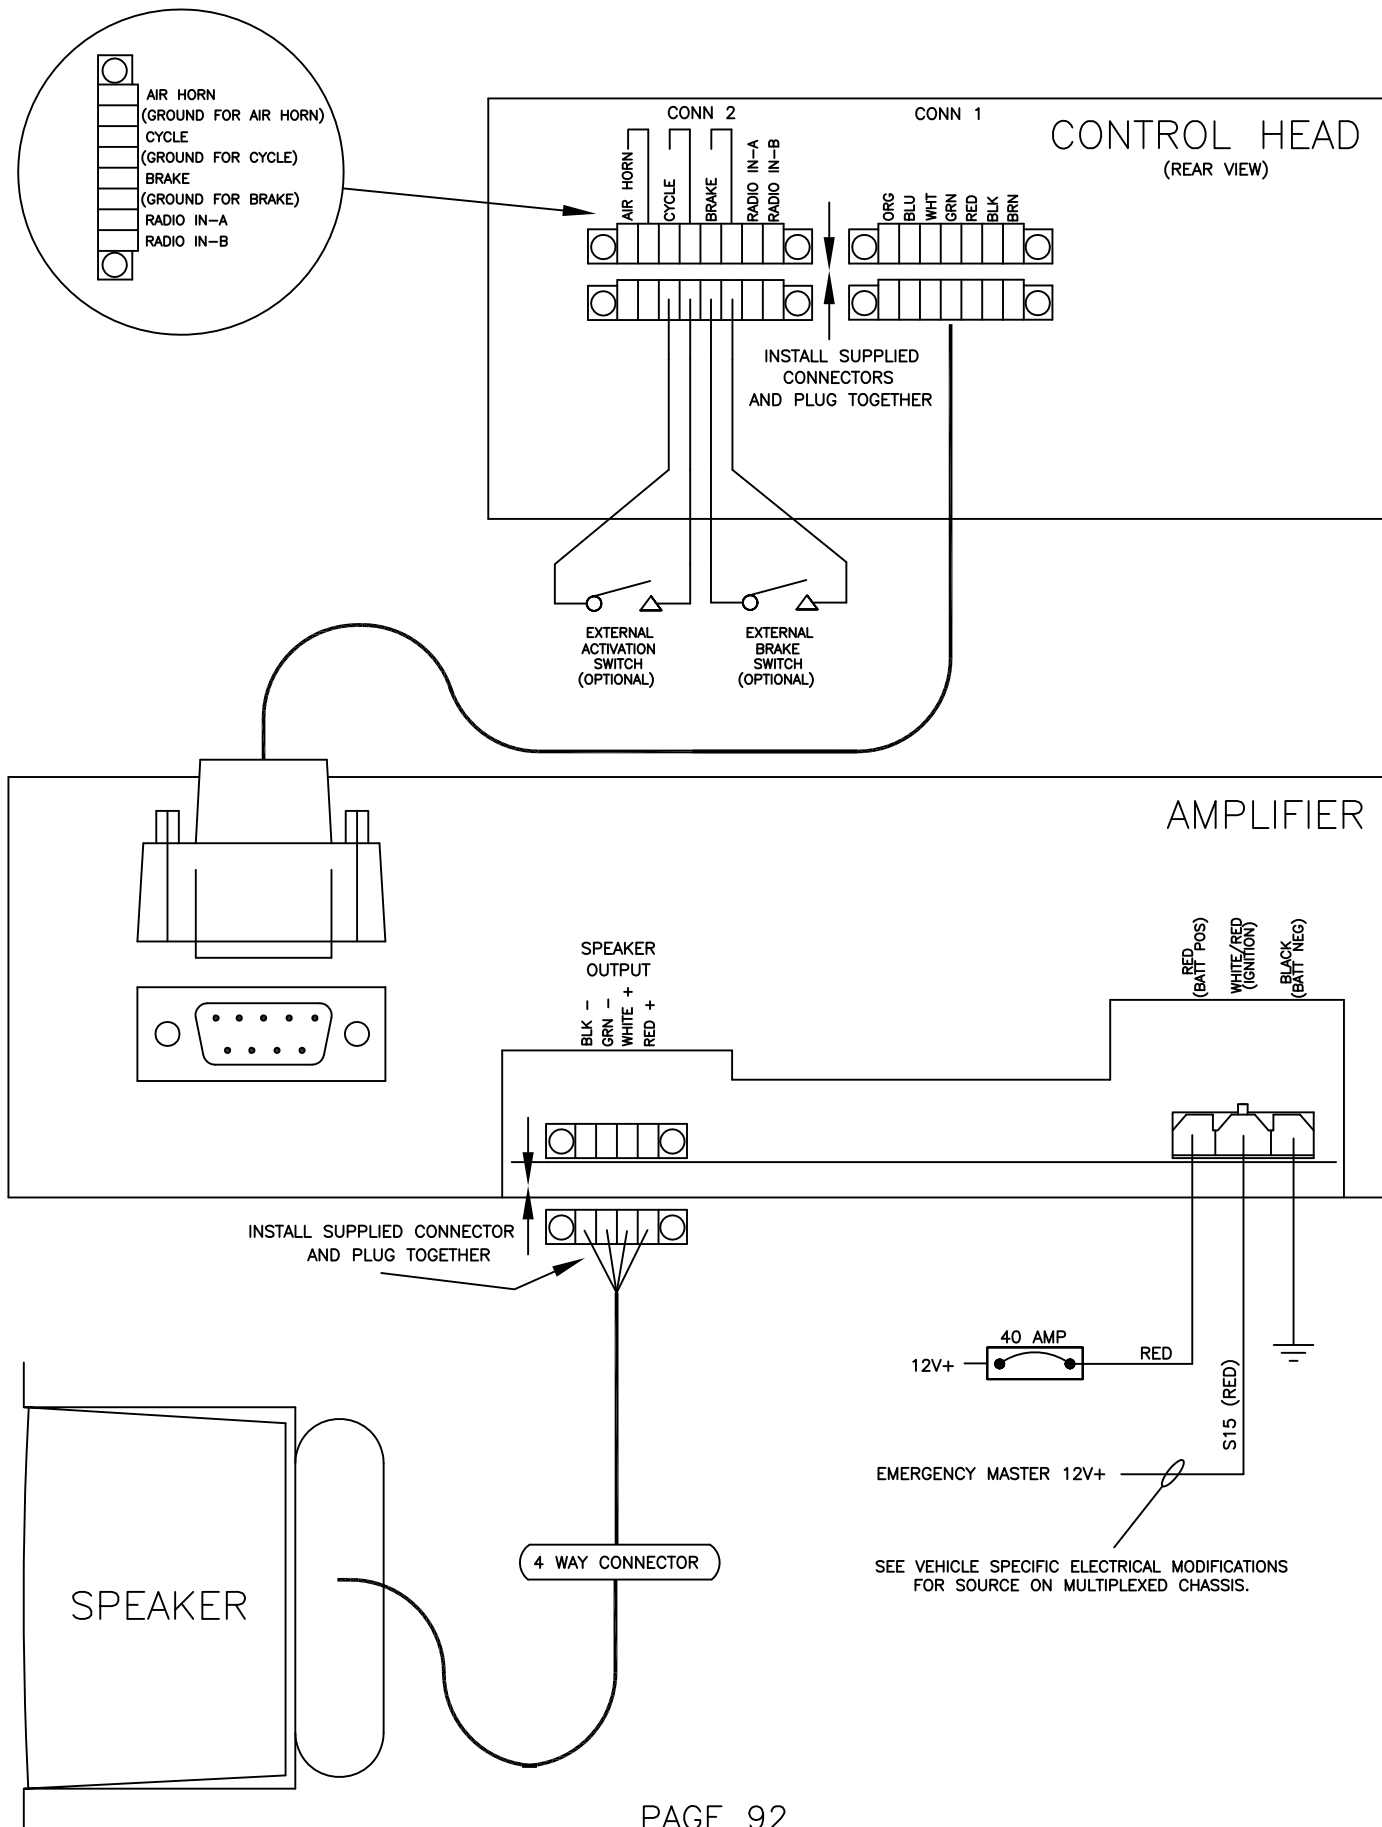 AIR HORN
(GROUND FOR AIR HORN)
CYCLE
(GROUND FOR CYCLE)
BRAKE
(GROUND FOR BRAKE)
RADIO IN-A
RADIO IN-B
CONN 2
CONN 1
CONTROL HEAD
(REAR VIEW)
AIR HORN
CYCLE
BRAKE
RADIO IN-A
RADIO IN-B
ORG
BLU
WHT
GRN
RED
BLK
BRN
INSTALL SUPPLIED
CONNECTORS
AND PLUG TOGETHER
EXTERNAL
ACTIVATION
SWITCH
(OPTIONAL)
EXTERNAL
BRAKE
SWITCH
(OPTIONAL)
AMPLIFIER
SPEAKER
OUTPUT
BLK -
GRN -
WHITE +
RED +
RED
(BATT POS)
WHITE/RED
(IGNITION)
BLACK
(BATT NEG)
INSTALL SUPPLIED CONNECTOR
AND PLUG TOGETHER
40 AMP
12V+
RED
S15 (RED)
EMERGENCY MASTER 12V+
SEE VEHICLE SPECIFIC ELECTRICAL MODIFICATIONS
FOR SOURCE ON MULTIPLEXED CHASSIS.
4 WAY CONNECTOR
SPEAKER
PAGE 92